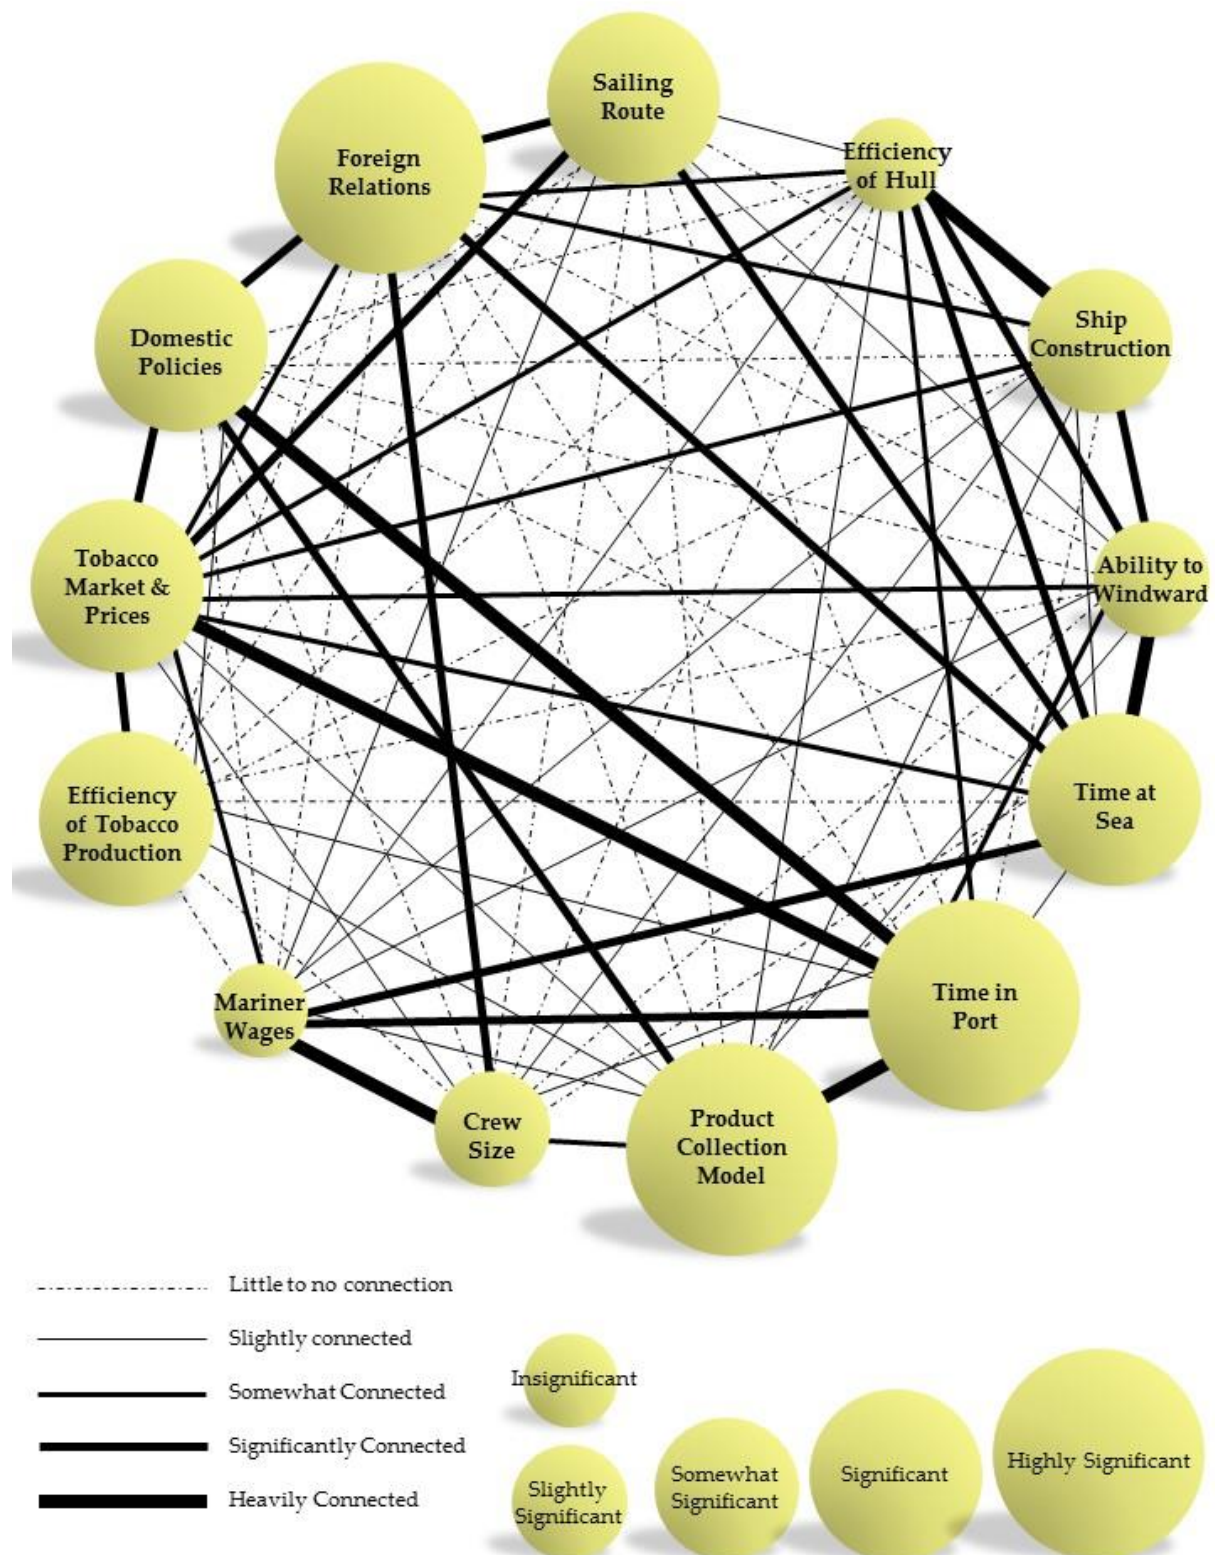 Sailing
Route
Foreign
Relations
Efficiency
of Hull
Domestic
Policies
Ship
Construction
Tobacco
Market &
Prices
Ability to
Windward
Efficiency
of Tobacco
Production
Time at
Sea
Mariner
Wages
Time in
Port
Crew
Size
Product
Collection
Model
Little to no connection
Slightly connected
Somewhat Connected
Significantly Connected
Heavily Connected
Insignificant
Slightly
Significant
Somewhat
Significant
Significant
Highly Significant